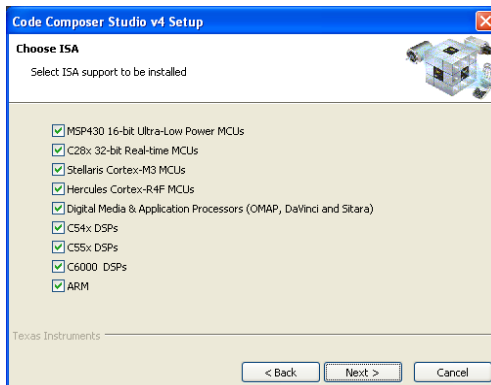 Code Composer Studio v4 Setup
Choose ISA
Select ISA support to be installed
MSP430 16-bit Ultra-Low Power MCUs
C28x 32-bit Real-time MCUs
Stellaris Cortex-M3 MCUs
Hercules Cortex-R4F MCUs
Digital Media & Application Processors (OMAP, DaVinci and Sitara)
C54x DSPs
C55x DSPs
C6000 DSPs
ARM
Texas Instruments
< Back Next > Cancel